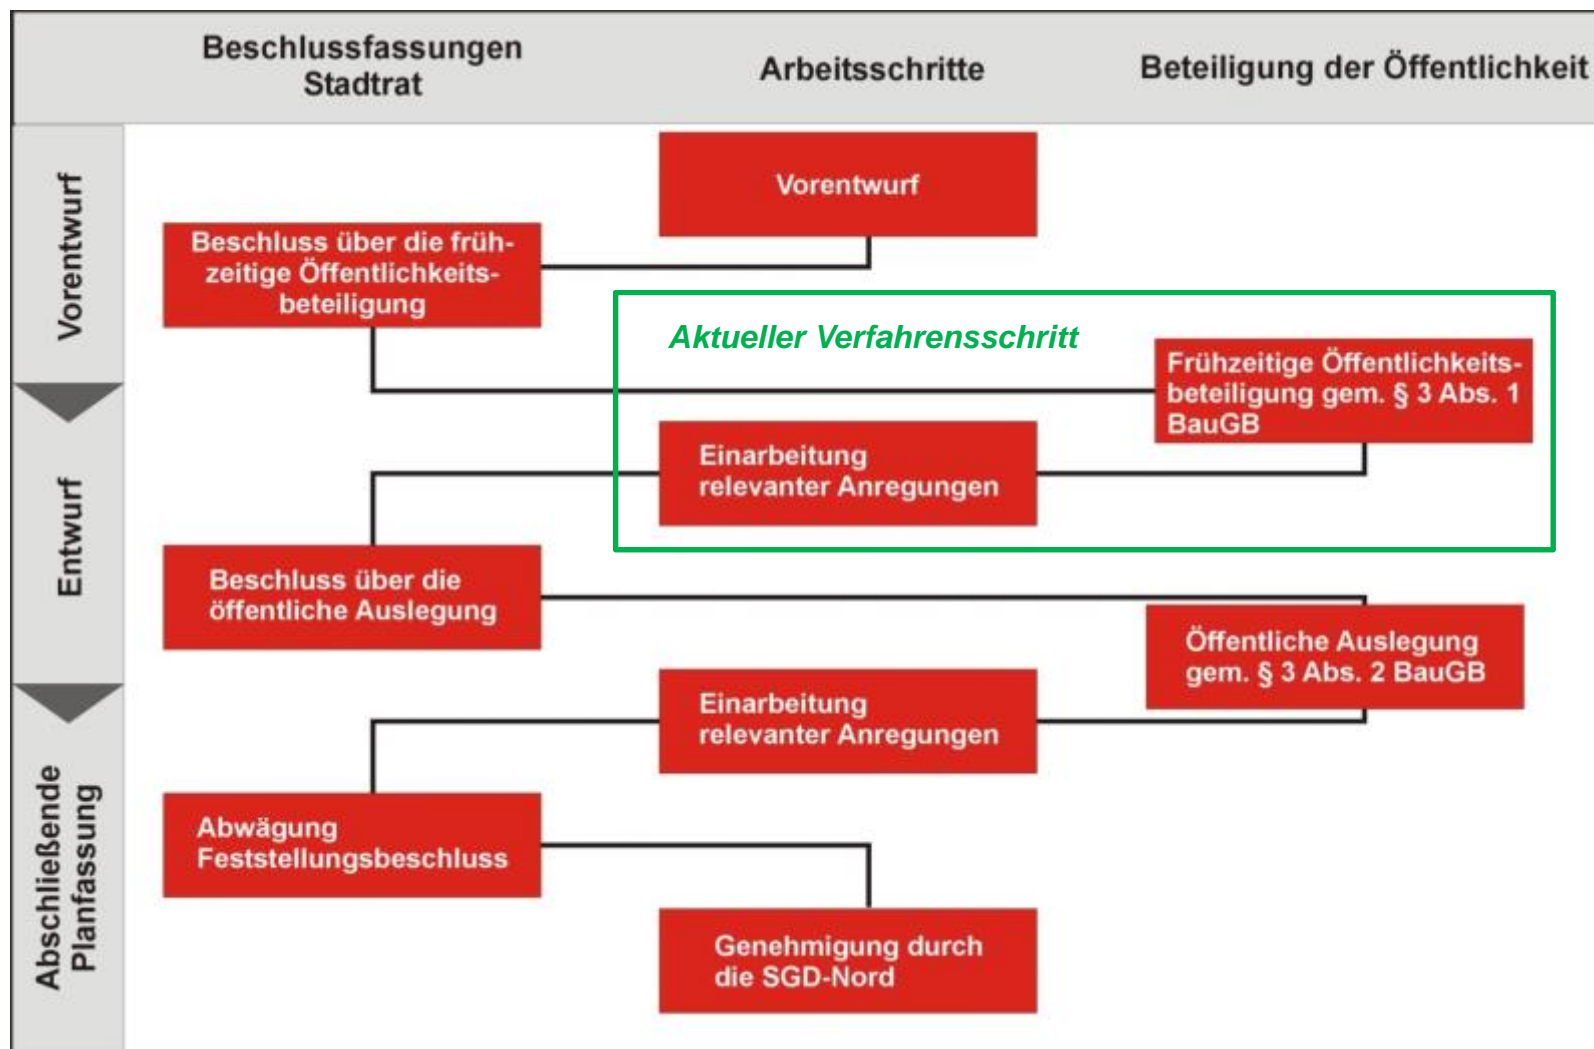 Beschlussfassungen
Stadtrat
Arbeitsschritte
Beteiligung der Öffentlichkeit
Vorentwurf
Vorentwurf
Beschluss über die früh-
zeitige Öffentlichkeits-
beteiligung
Aktueller Verfahrensschritt
Frühzeitige Öffentlichkeits-
beteiligung gem. § 3 Abs. 1
BauGB
Entwurf
Einarbeitung
relevanter Anregungen
Beschluss über die
öffentliche Auslegung
Öffentliche Auslegung
gem. § 3 Abs. 2 BauGB
Abschließende
Planfassung
Einarbeitung
relevanter Anregungen
Abwägung
Feststellungsbeschluss
Genehmigung durch
die SGD-Nord